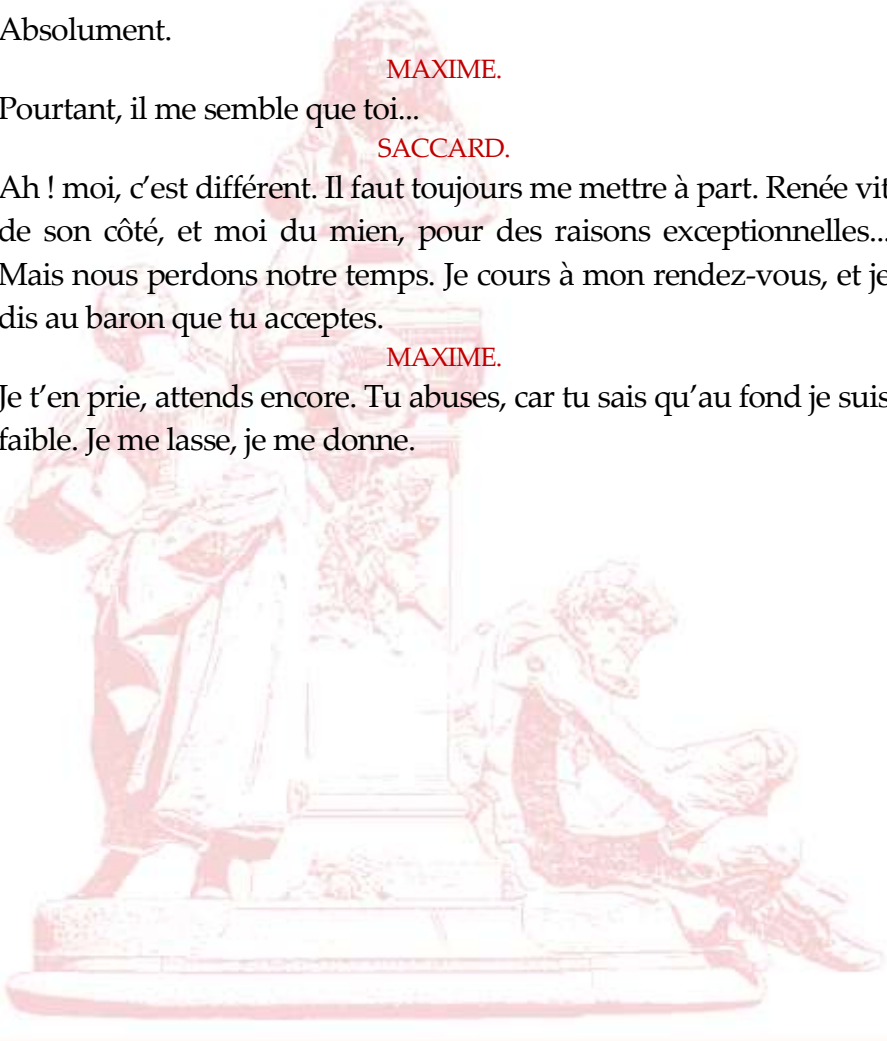 Absolument.
MAXIME.
Pourtant, il me semble que toi...
SACCARD.
Ah ! moi, c’est différent. Il faut toujours me mettre à part. Renée vit
de son côté, et moi du mien, pour des raisons exceptionnelles...
Mais nous perdons notre temps. Je cours à mon rendez-vous, et je
dis au baron que tu acceptes.
MAXIME.
Je t’en prie, attends encore. Tu abuses, car tu sais qu’au fond je suis
faible. Je me lasse, je me donne.